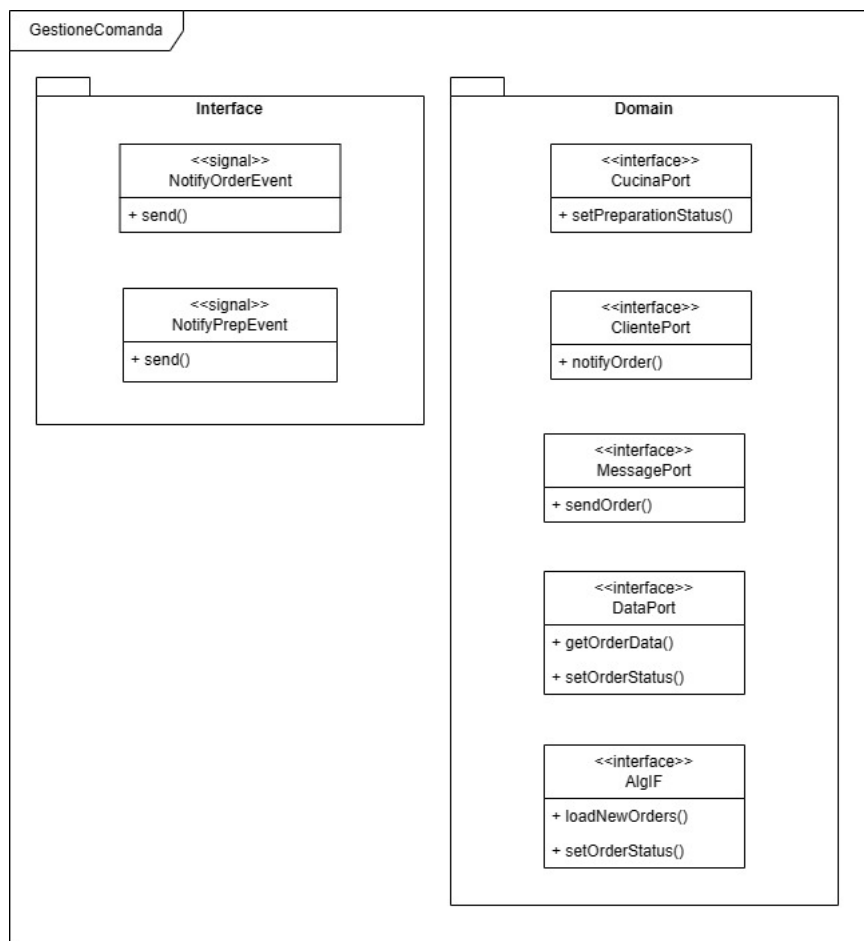 GestioneComanda
Interface
<<signal>>
NotifyOrderEvent
+ send()
<<signal>>
NotifyPrepEvent
+ send()
Domain
<<interface>>
CucinaPort
+ setPreparationStatus()
<<interface>>
ClientePort
+ notifyOrder()
<<interface>>
MessagePort
+ sendOrder()
<<interface>>
DataPort
+ getOrderData()
+ setOrderStatus()
<<interface>>
AlgIF
+ loadNewOrders()
+ setOrderStatus()